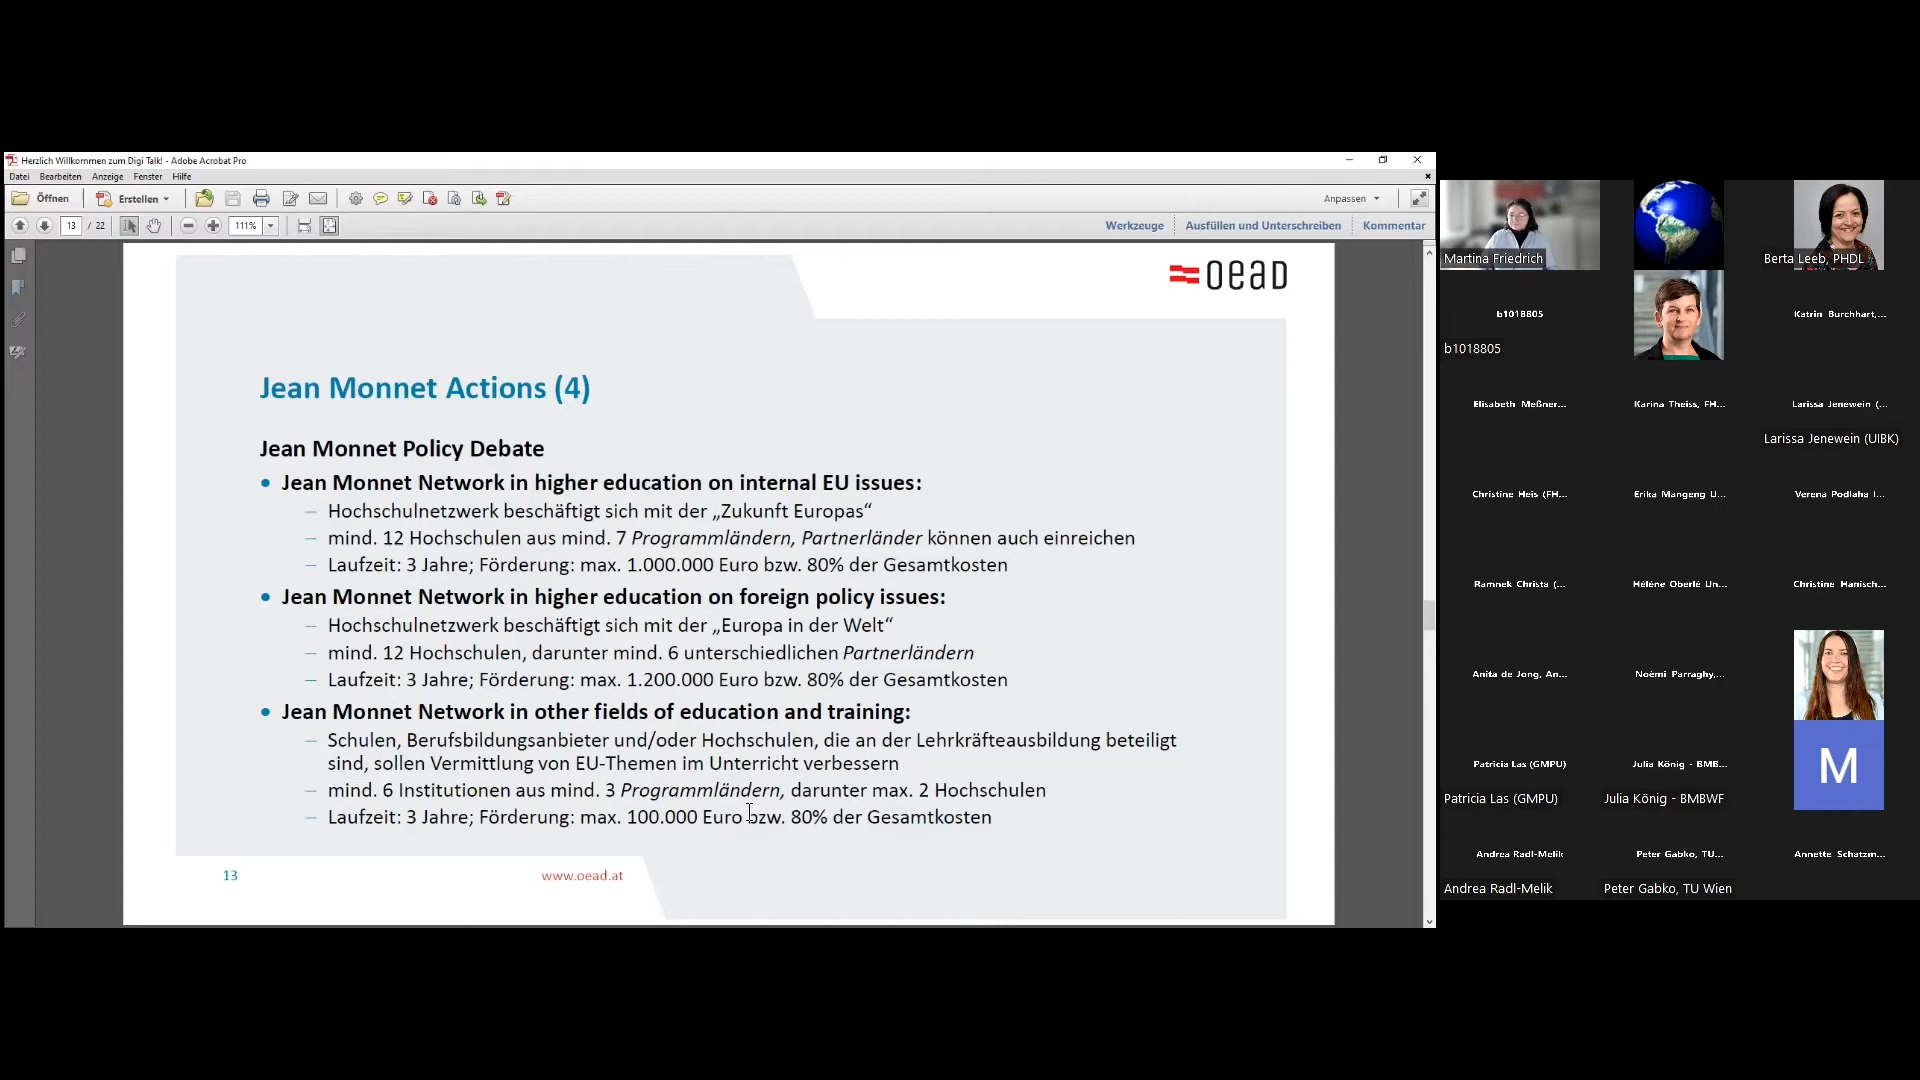 Herzlich Willkommen zum Digi Talk! - Adobe Acrobat Pro
Datei Bearbeiten Anzeige Fenster Hilfe
Öffnen Erstellen Anpassen
13 / 22 111% Werkzeuge Ausfüllen und Unterschreiben Kommentar
oead
Jean Monnet Actions (4)
Jean Monnet Policy Debate
• Jean Monnet Network in higher education on internal EU issues:
– Hochschulnetzwerk beschäftigt sich mit der „Zukunft Europas“
– mind. 12 Hochschulen aus mind. 7 Programmländern, Partnerländer können auch einreichen
– Laufzeit: 3 Jahre; Förderung: max. 1.000.000 Euro bzw. 80% der Gesamtkosten
• Jean Monnet Network in higher education on foreign policy issues:
– Hochschulnetzwerk beschäftigt sich mit der „Europa in der Welt“
– mind. 12 Hochschulen, darunter mind. 6 unterschiedlichen Partnerländern
– Laufzeit: 3 Jahre; Förderung: max. 1.200.000 Euro bzw. 80% der Gesamtkosten
• Jean Monnet Network in other fields of education and training:
– Schulen, Berufsbildungsanbieter und/oder Hochschulen, die an der Lehrkräfteausbildung beteiligt
sind, sollen Vermittlung von EU-Themen im Unterricht verbessern
– mind. 6 Institutionen aus mind. 3 Programmländern, darunter max. 2 Hochschulen
– Laufzeit: 3 Jahre; Förderung: max. 100.000 Euro bzw. 80% der Gesamtkosten
13 www.oead.at
Martina Friedrich Berta Leeb, PHDL
b1018805 Katrin Burchhart,...
b1018805
Elisabeth Meßner... Karina Theiss, FH... Larissa Jenewein (...
Larissa Jenewein (UIBK)
Christine Heis (FH... Erika Mangeng U... Verena Podlaha I...
Ramnek Christa (... Hélène Oberlé Un... Christine Hanisch...
Anita de Jong, An... Noémi Parraghy,...
Patricia Las (GMPU) Julia König - BMB... M
Patricia Las (GMPU) Julia König - BMBWF
Andrea Radl-Melik Peter Gabko, TU... Annette Schatzm...
Andrea Radl-Melik Peter Gabko, TU Wien